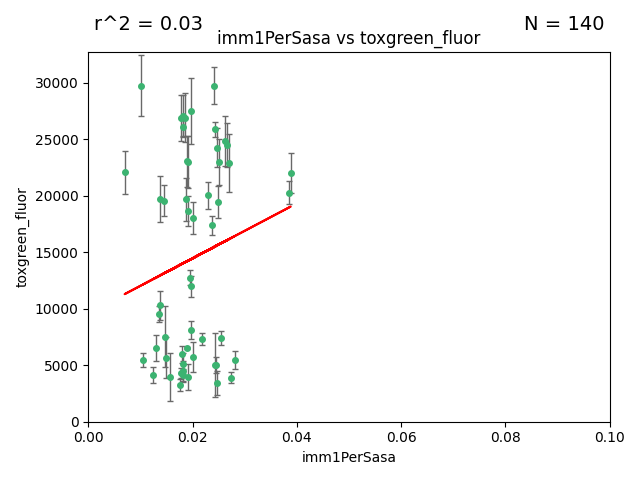 r^2 = 0.03
N = 140
imm1PerSasa vs toxgreen_fluor
30000
25000
20000
15000
10000
5000
0
toxgreen_fluor
0.00
0.02
0.04
0.06
0.08
0.10
imm1PerSasa